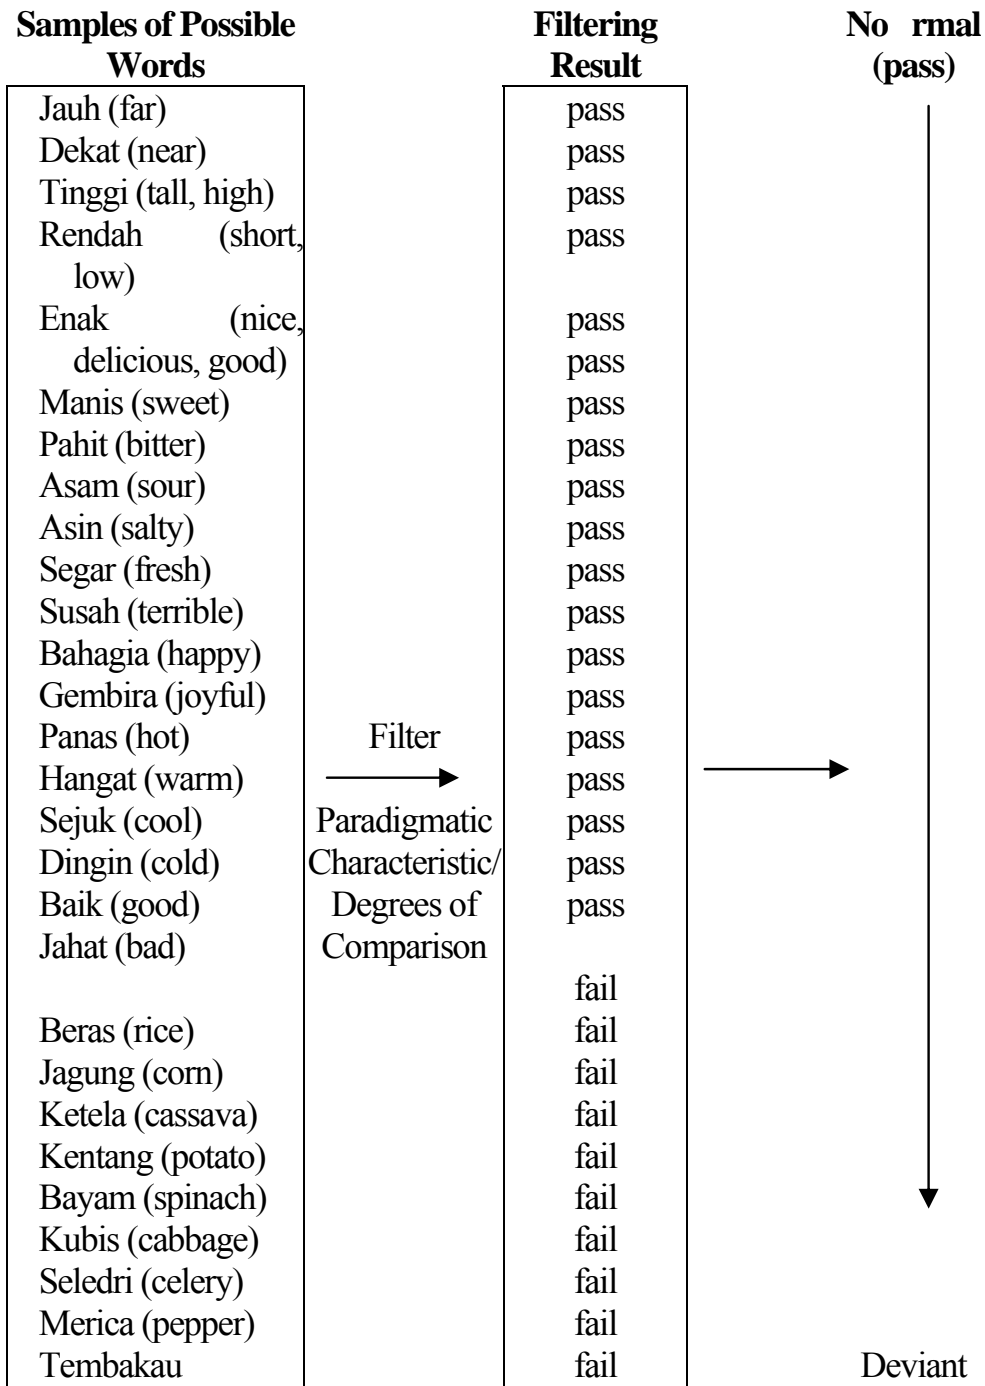 Samples of Possible Filtering No rmal
Words Result (pass)
Jauh (far) pass
Dekat (near) pass
Tinggi (tall, high) pass
Rendah (short, pass
low)
Enak (nice, pass
delicious, good) pass
Manis (sweet) pass
Pahit (bitter) pass
Asam (sour) pass
Asin (salty) pass
Segar (fresh) pass
Susah (terrible) pass
Bahagia (happy) pass
Gembira (joyful) pass
Panas (hot) Filter pass
Hangat (warm) pass
Sejuk (cool) Paradigmatic pass
Dingin (cold) Characteristic/ pass
Baik (good) Degrees of pass
Jahat (bad) Comparison
fail
Beras (rice) fail
Jagung (corn) fail
Ketela (cassava) fail
Kentang (potato) fail
Bayam (spinach) fail
Kubis (cabbage) fail
Seledri (celery) fail
Merica (pepper) fail
Tembakau fail Deviant